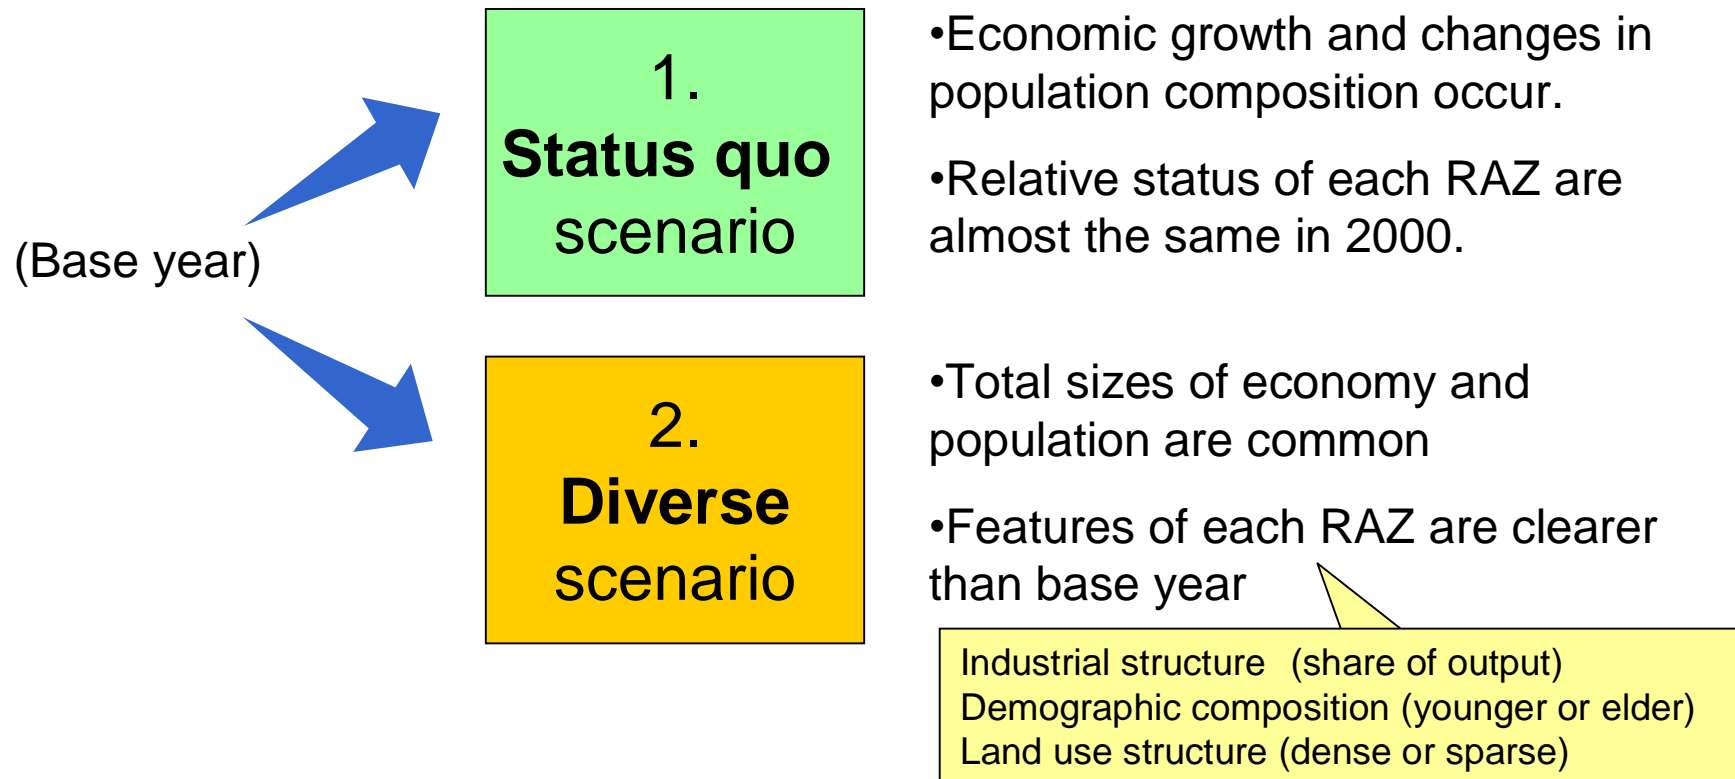 (Base year)
1.
Status quo
scenario
•Economic growth and changes in
population composition occur.
•Relative status of each RAZ are
almost the same in 2000.
2.
Diverse
scenario
•Total sizes of economy and
population are common
•Features of each RAZ are clearer
than base year
Industrial structure (share of output)
Demographic composition (younger or elder)
Land use structure (dense or sparse)